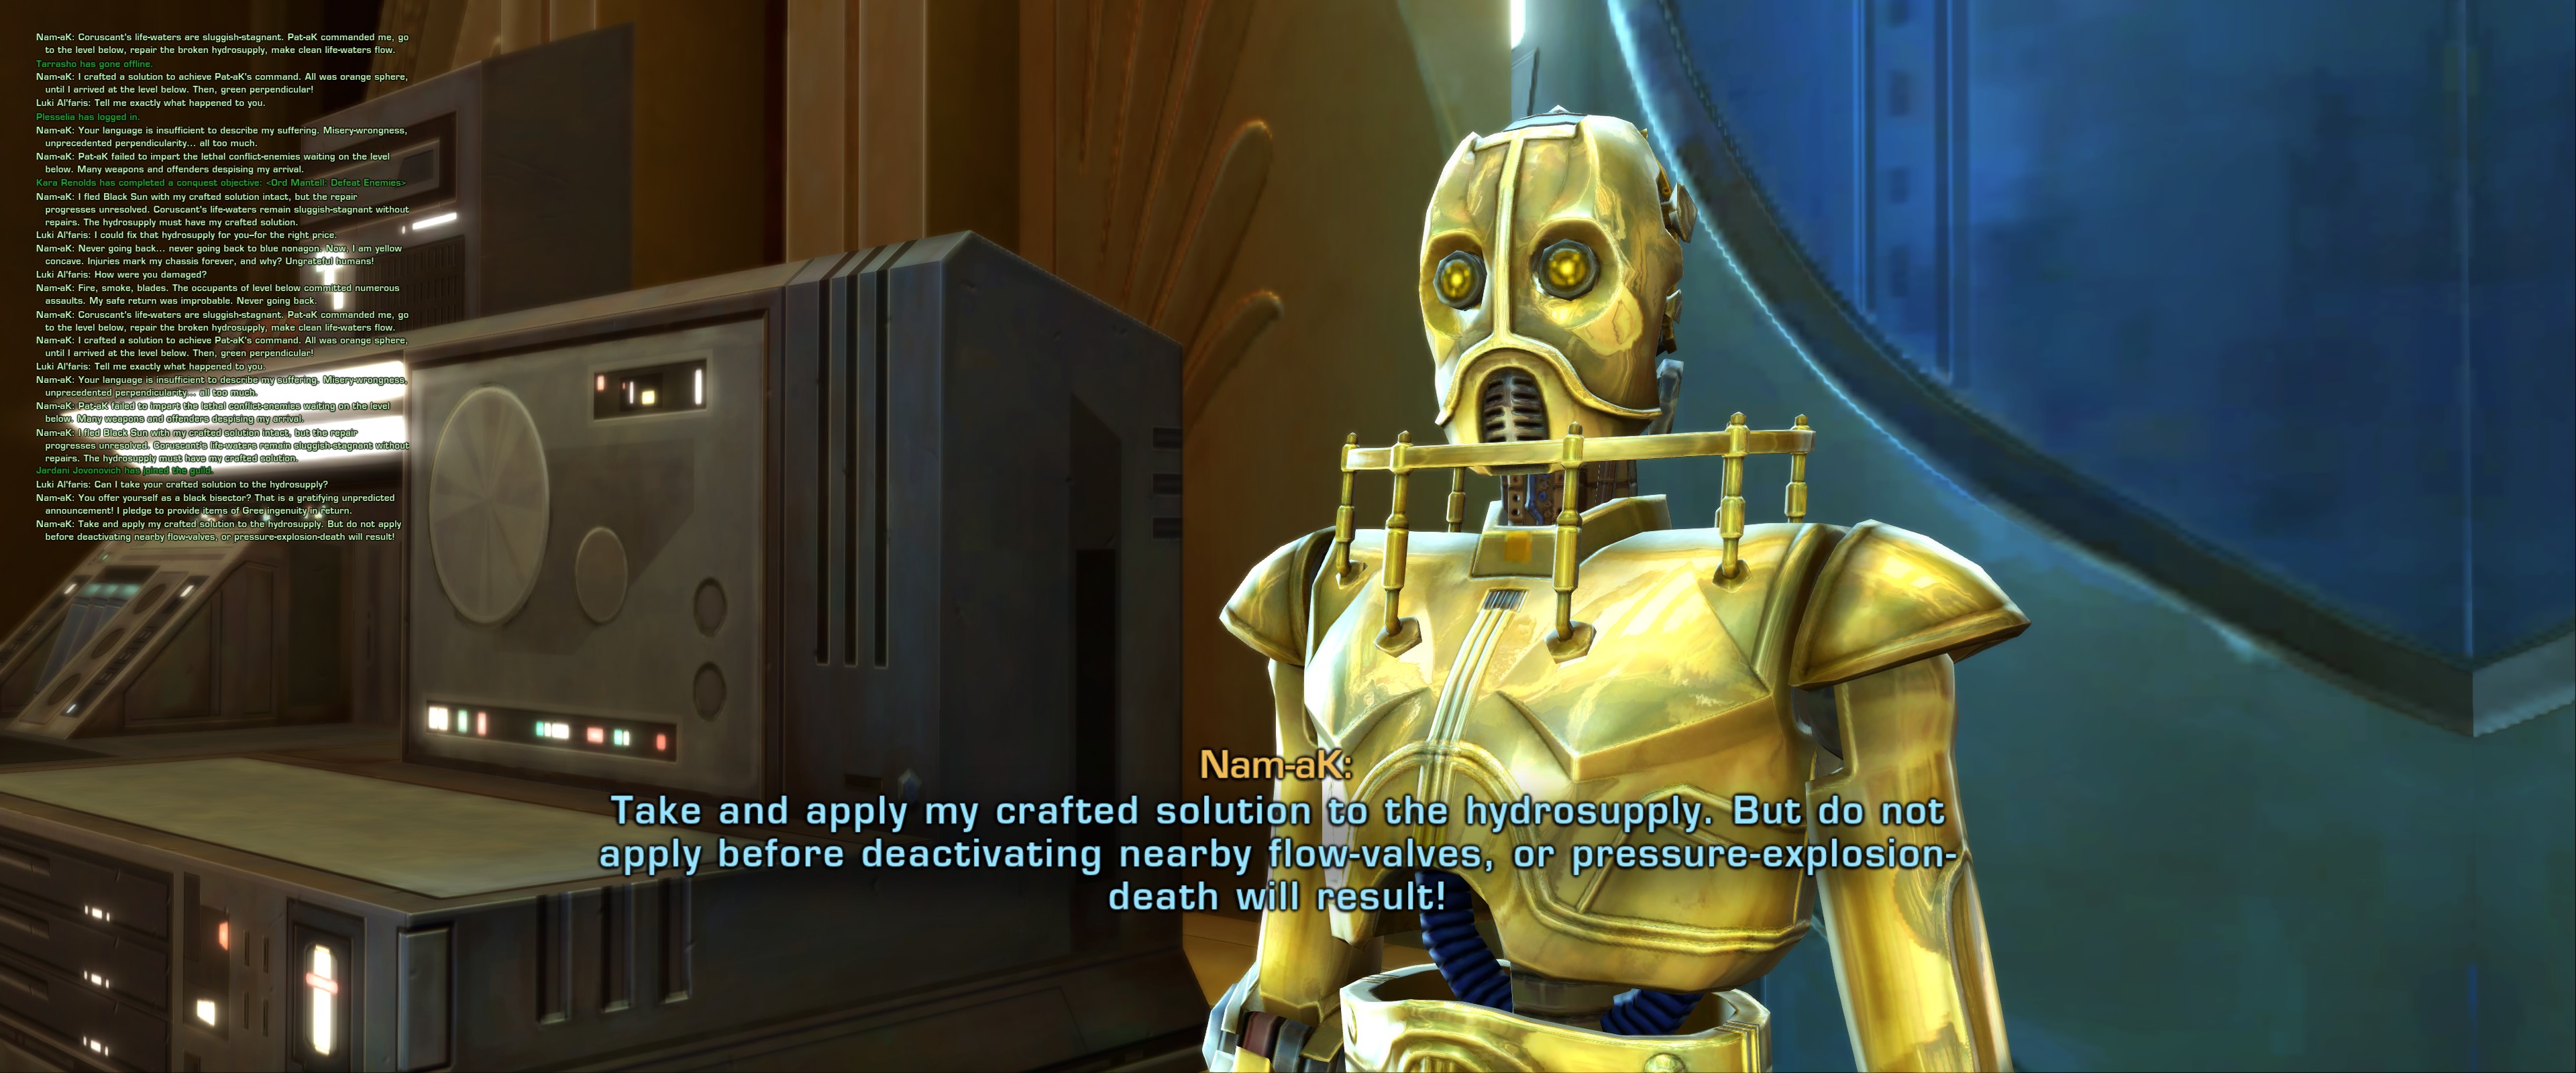 Nam-aK: Coruscant's life-waters are sluggish-stagnant. Pat-aK commanded me, go
to the level below, repair the broken hydrosupply, make clean life-waters flow.
Tarrasho has gone offline.
Nam-aK: I crafted a solution to achieve Pat-aK's command. All was orange sphere,
until I arrived at the level below. Then, green perpendicular!
Luki Al'faris: Tell me exactly what happened to you.
Plesselia has logged in.
Nam-aK: Your language is insufficient to describe my suffering. Misery-wrongness,
unprecedented perpendicularity... all too much.
Nam-aK: Pat-aK failed to impart the lethal conflict-enemies waiting on the level
below. Many weapons and offenders despising my arrival.
Kara Renolds has completed a conquest objective: <Ord Mantell: Defeat Enemies>
Nam-aK: I fled Black Sun with my crafted solution intact, but the repair
progresses unresolved. Coruscant's life-waters remain sluggish-stagnant without
repairs. The hydrosupply must have my crafted solution.
Luki Al'faris: I could fix that hydrosupply for you–for the right price.
Nam-aK: Never going back... never going back to blue nonagon. Now, I am yellow
concave. Injuries mark my chassis forever, and why? Ungrateful humans!
Luki Al'faris: How were you damaged?
Nam-aK: Fire, smoke, blades. The occupants of level below committed numerous
assaults. My safe return was improbable. Never going back.
Nam-aK: Coruscant's life-waters are sluggish-stagnant. Pat-aK commanded me, go
to the level below, repair the broken hydrosupply, make clean life-waters flow.
Nam-aK: I crafted a solution to achieve Pat-aK's command. All was orange sphere,
until I arrived at the level below. Then, green perpendicular!
Luki Al'faris: Tell me exactly what happened to you.
Nam-aK: Your language is insufficient to describe my suffering. Misery-wrongness,
unprecedented perpendicularity... all too much.
Nam-aK: Pat-aK failed to impart the lethal conflict-enemies waiting on the level
below. Many weapons and offenders despising my arrival.
Nam-aK: I fled Black Sun with my crafted solution intact, but the repair
progresses unresolved. Coruscant's life-waters remain sluggish-stagnant without
repairs. The hydrosupply must have my crafted solution.
Jardani Jovonovich has joined the guild.
Luki Al'faris: Can I take your crafted solution to the hydrosupply?
Nam-aK: You offer yourself as a black bisector? That is a gratifying unpredicted
announcement! I pledge to provide items of Gree ingenuity in return.
Nam-aK: Take and apply my crafted solution to the hydrosupply. But do not apply
before deactivating nearby flow-valves, or pressure-explosion-death will result!
Nam-aK:
Take and apply my crafted solution to the hydrosupply. But do not
apply before deactivating nearby flow-valves, or pressure-explosion-
death will result!